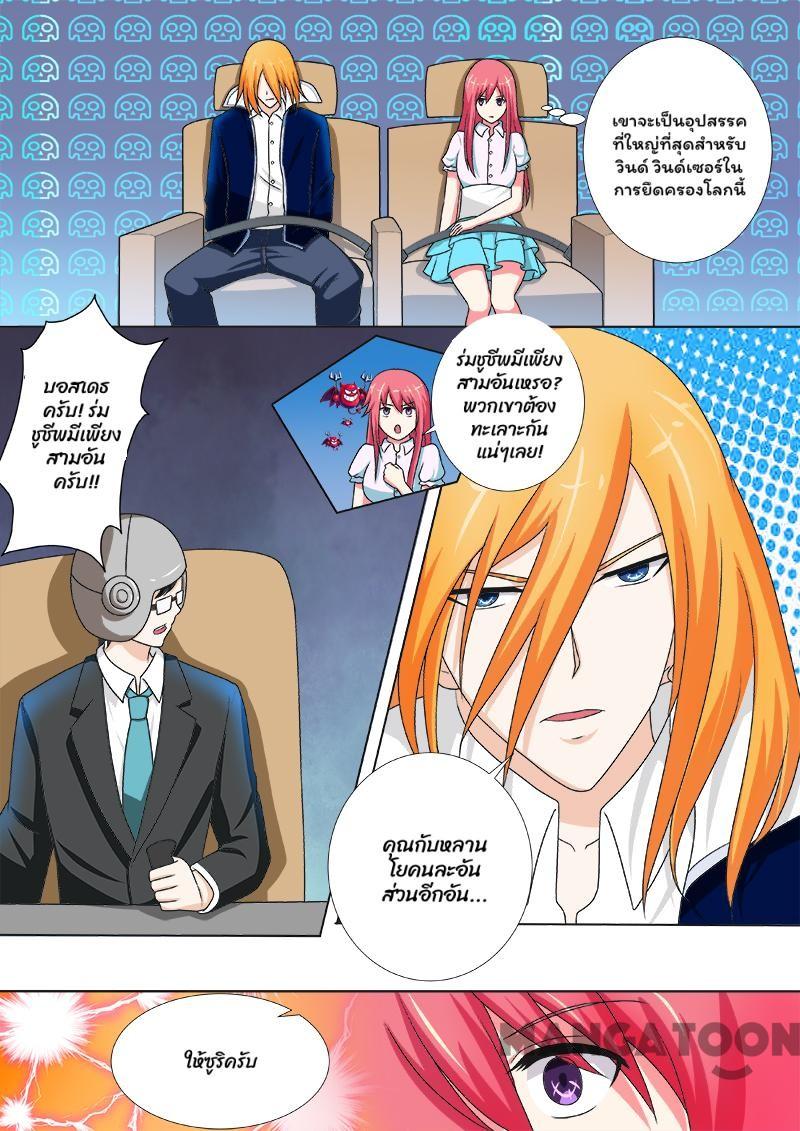 เขาจะเป็นอุปสรรค
ที่ใหญ่ที่สุดสำหรับ
วินด์ วินด์เซอร์ใน
การยึดครองโลกนี้
บอสเดธ
ครับ! ร่ม
ชูชีพมีเพียง
สามอัน
ครับ!!
ร่มชูชีพมีเพียง
สามอันเหรอ?
พวกเขาต้อง
ทะเลาะกัน
แน่ๆเลย!
คุณกับหลาน
โยคนละอัน
ส่วนอีกอัน...
ให้ซูริครับ
MANGATOON